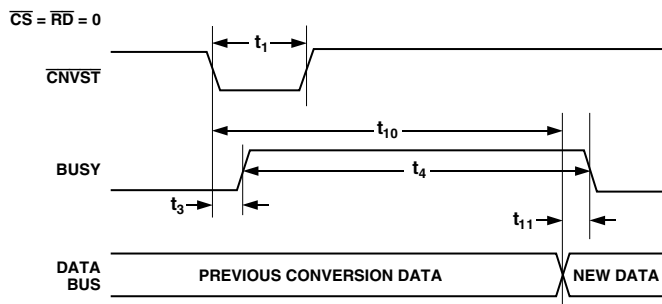 CS = RD = 0
t1
CNVST
t10
BUSY
t4
t3
t11
DATA
BUS
PREVIOUS CONVERSION DATA
NEW DATA